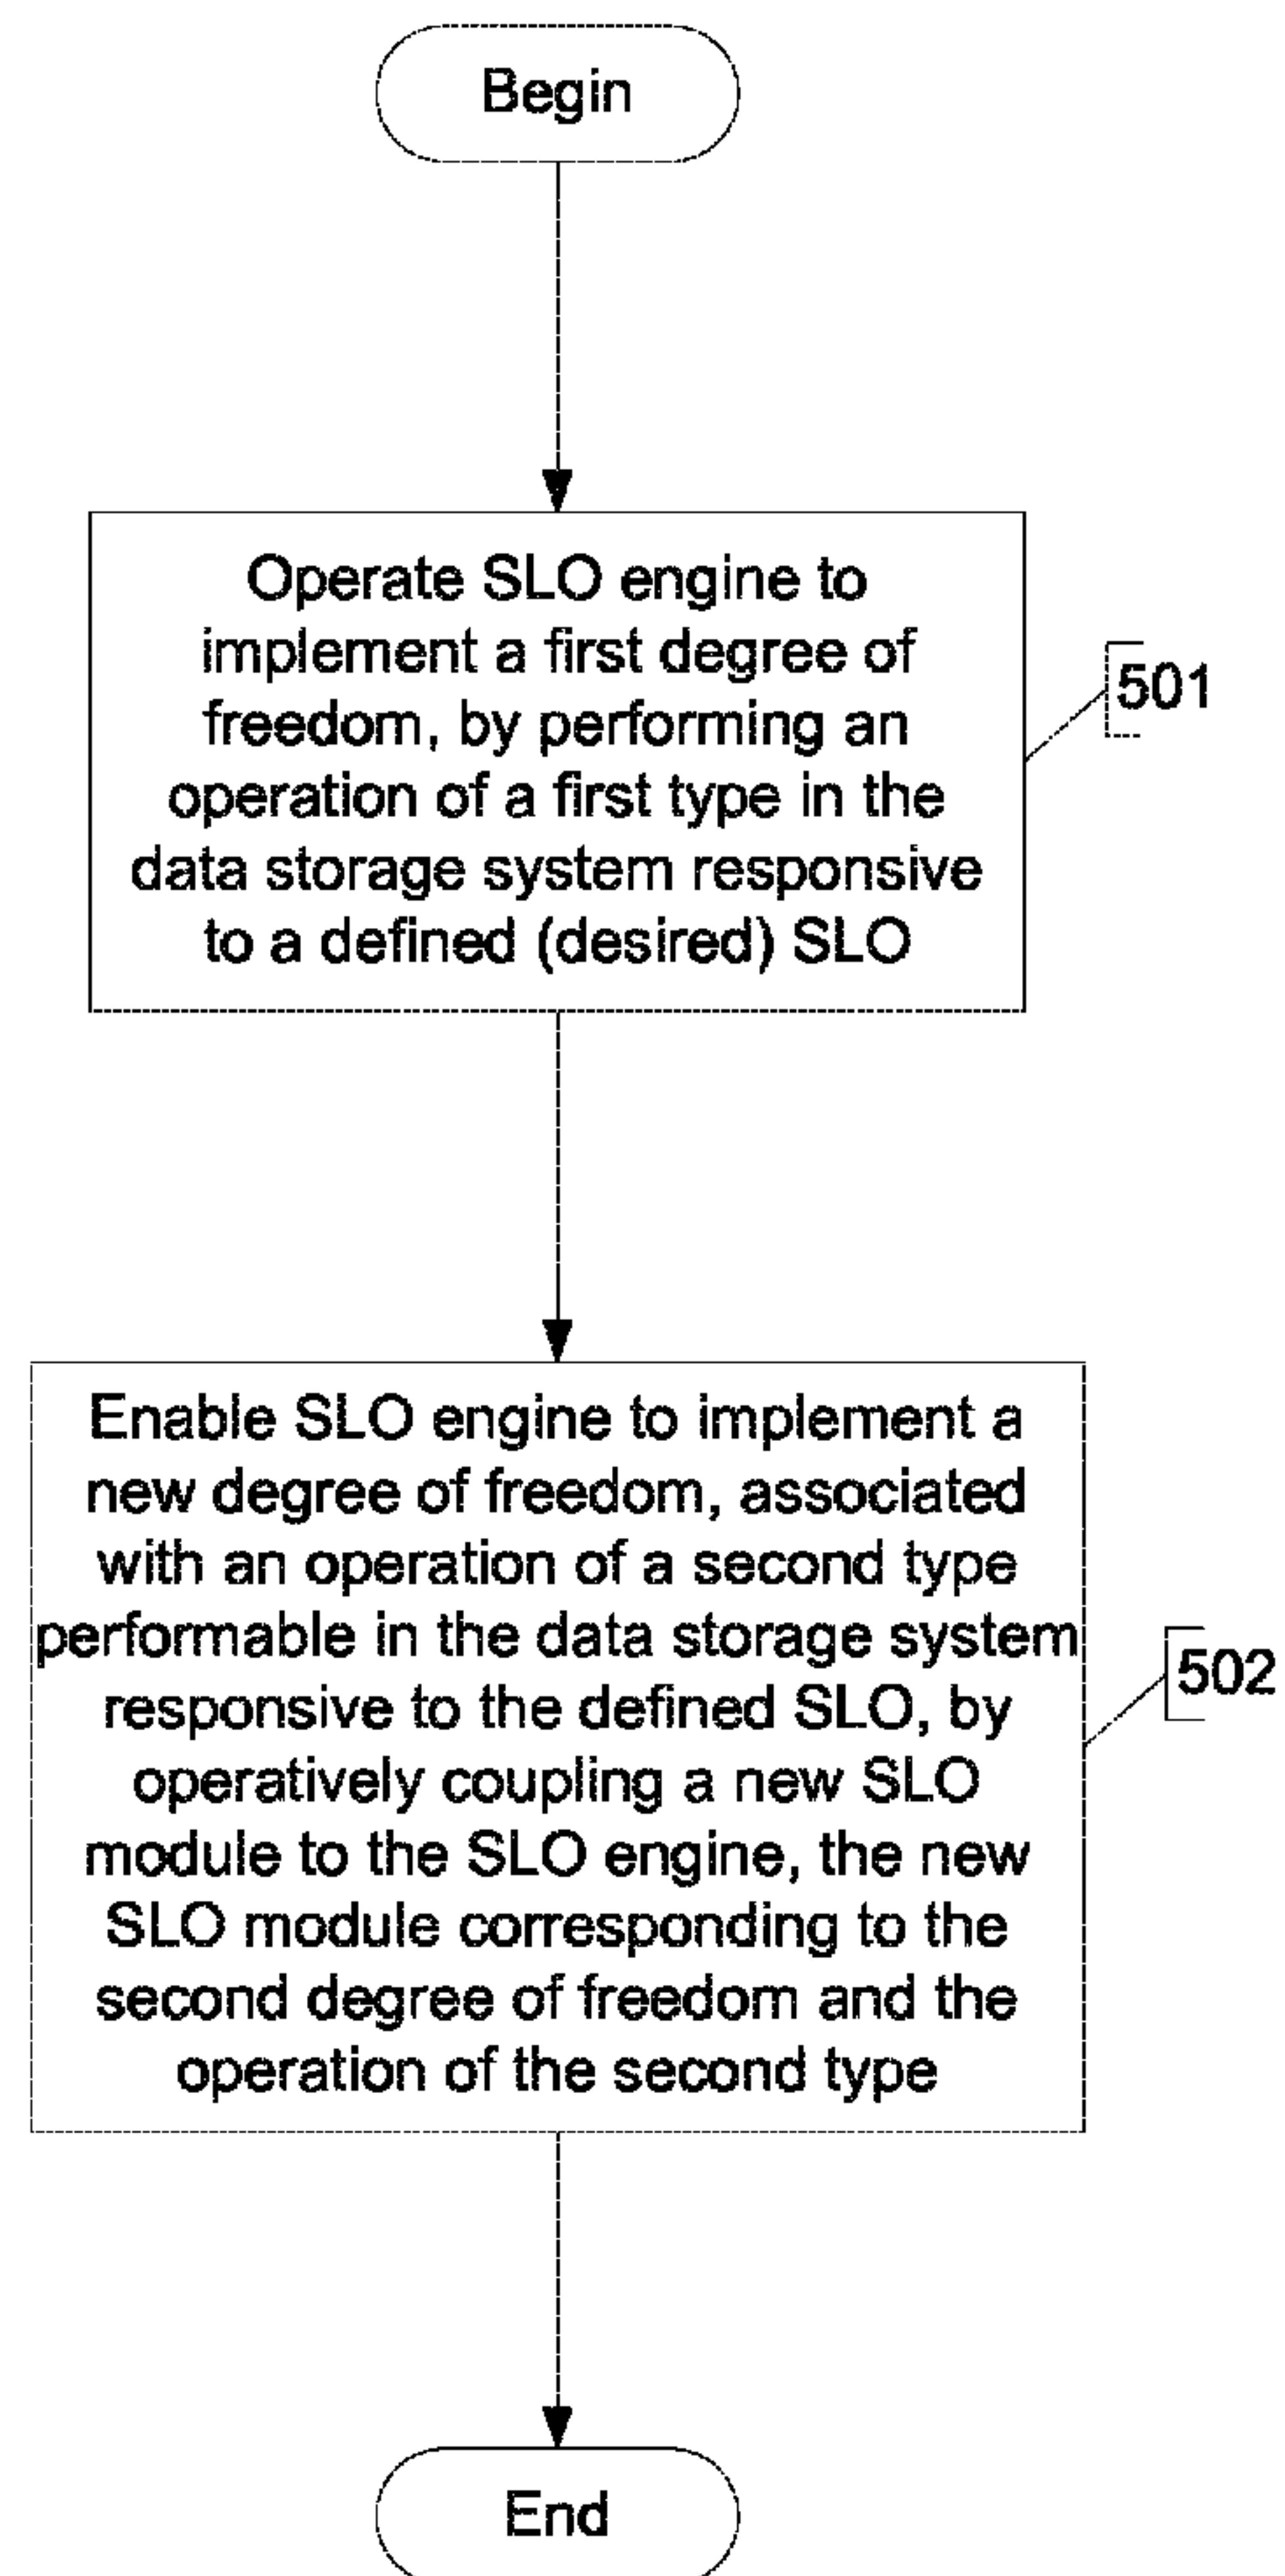 Begin
Operate SLO engine to
implement a first degree of
freedom, by performing an
operation of a first type in the
data storage system responsive
to a defined (desired) SLO
501
Enable SLO engine to implement a
new degree of freedom, associated
with an operation of a second type
performable in the data storage system
responsive to the defined SLO, by
operatively coupling a new SLO
module to the SLO engine, the new
SLO module corresponding to the
second degree of freedom and the
operation of the second type
502
End